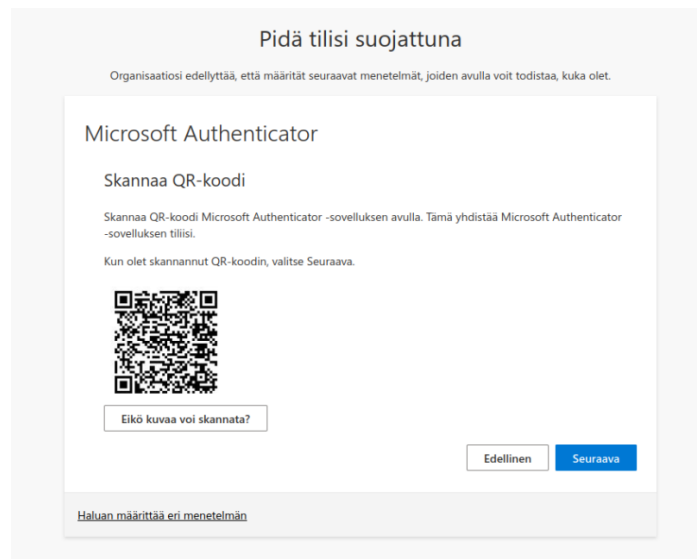 Pidä tilisi suojattuna
Organisaatiosi edellyttää, että määrität seuraavat menetelmät, joiden avulla voit todistaa, kuka olet.
Microsoft Authenticator
Skannaa QR-koodi
Skannaa QR-koodi Microsoft Authenticator -sovelluksen avulla. Tämä yhdistää Microsoft Authenticator
-sovelluksen tiliisi.
Kun olet skannannut QR-koodin, valitse Seuraava.
Eikö kuvaa voi skannata?
Edellinen
Seuraava
Haluan määrittää eri menetelmän